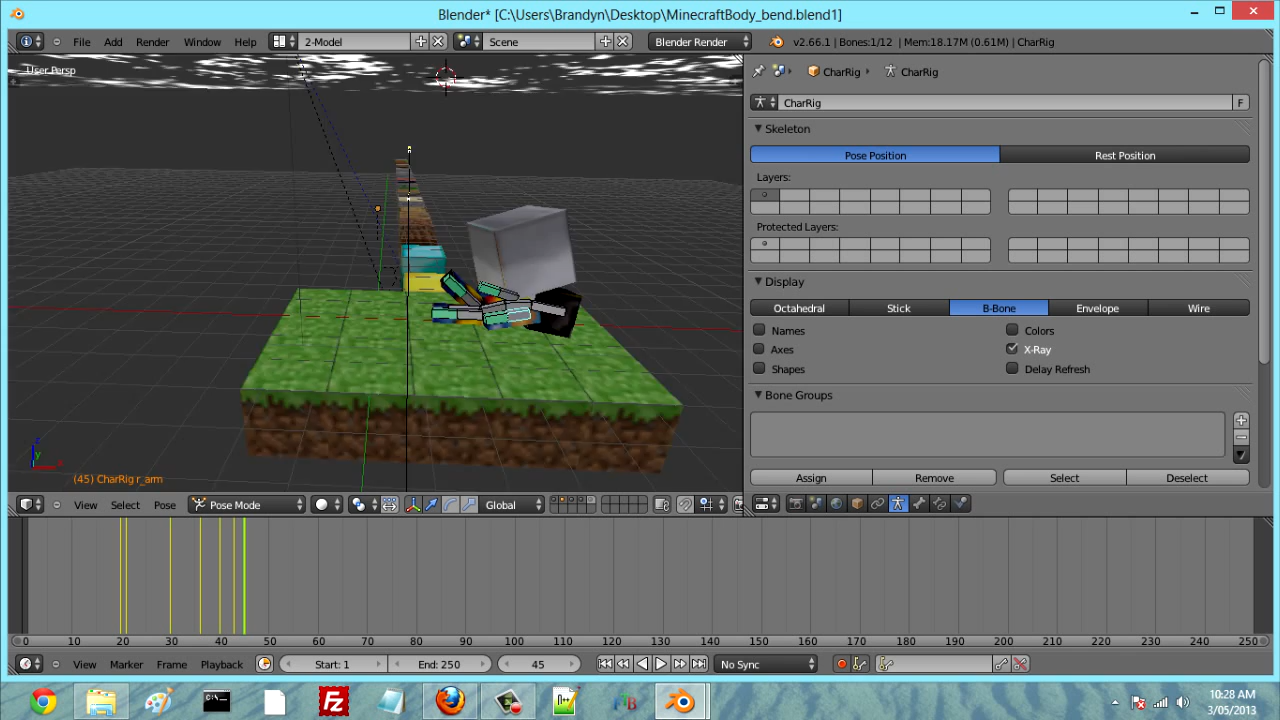 Blender* [C:\Users\Brandyn\Desktop\MinecraftBody_bend.blend1]
File Add Render Window Help 2-Model Scene Blender Render v2.66.1 | Bones:1/12 | Mem:18.17M (0.61M) | CharRig
User Persp
CharRig CharRig
CharRig F
Skeleton
Pose Position Rest Position
Layers:
Protected Layers:
Display
Octahedral Stick B-Bone Envelope Wire
Names Colors
Axes X-Ray
Shapes Delay Refresh
Bone Groups
Assign Remove Select Deselect
z
y
x
(45) CharRig r_arm
View Select Pose Pose Mode Global
0 10 20 30 40 50 60 70 80 90 100 110 120 130 140 150 160 170 180 190 200 210 220 230 240 250
View Marker Frame Playback Start: 1 End: 250 45 No Sync
10:28 AM
3/05/2013